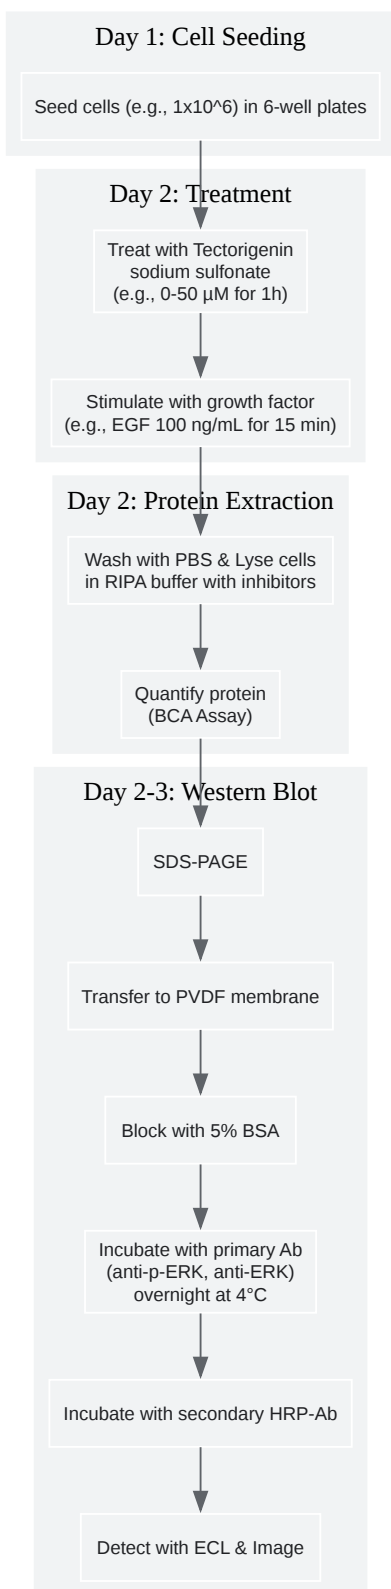 Day 1: Cell Seeding
Seed cells (e.g., 1x10^6) in 6-well plates
Day 2: Treatment
Treat with Tectorigenin
sodium sulfonate
(e.g., 0-50 µM for 1h)
Stimulate with growth factor
(e.g., EGF 100 ng/mL for 15 min)
Day 2: Protein Extraction
Wash with PBS & Lyse cells
in RIPA buffer with inhibitors
Quantify protein
(BCA Assay)
Day 2-3: Western Blot
SDS-PAGE
Transfer to PVDF membrane
Block with 5% BSA
Incubate with primary Ab
(anti-p-ERK, anti-ERK)
overnight at 4°C
Incubate with secondary HRP-Ab
Detect with ECL & Image